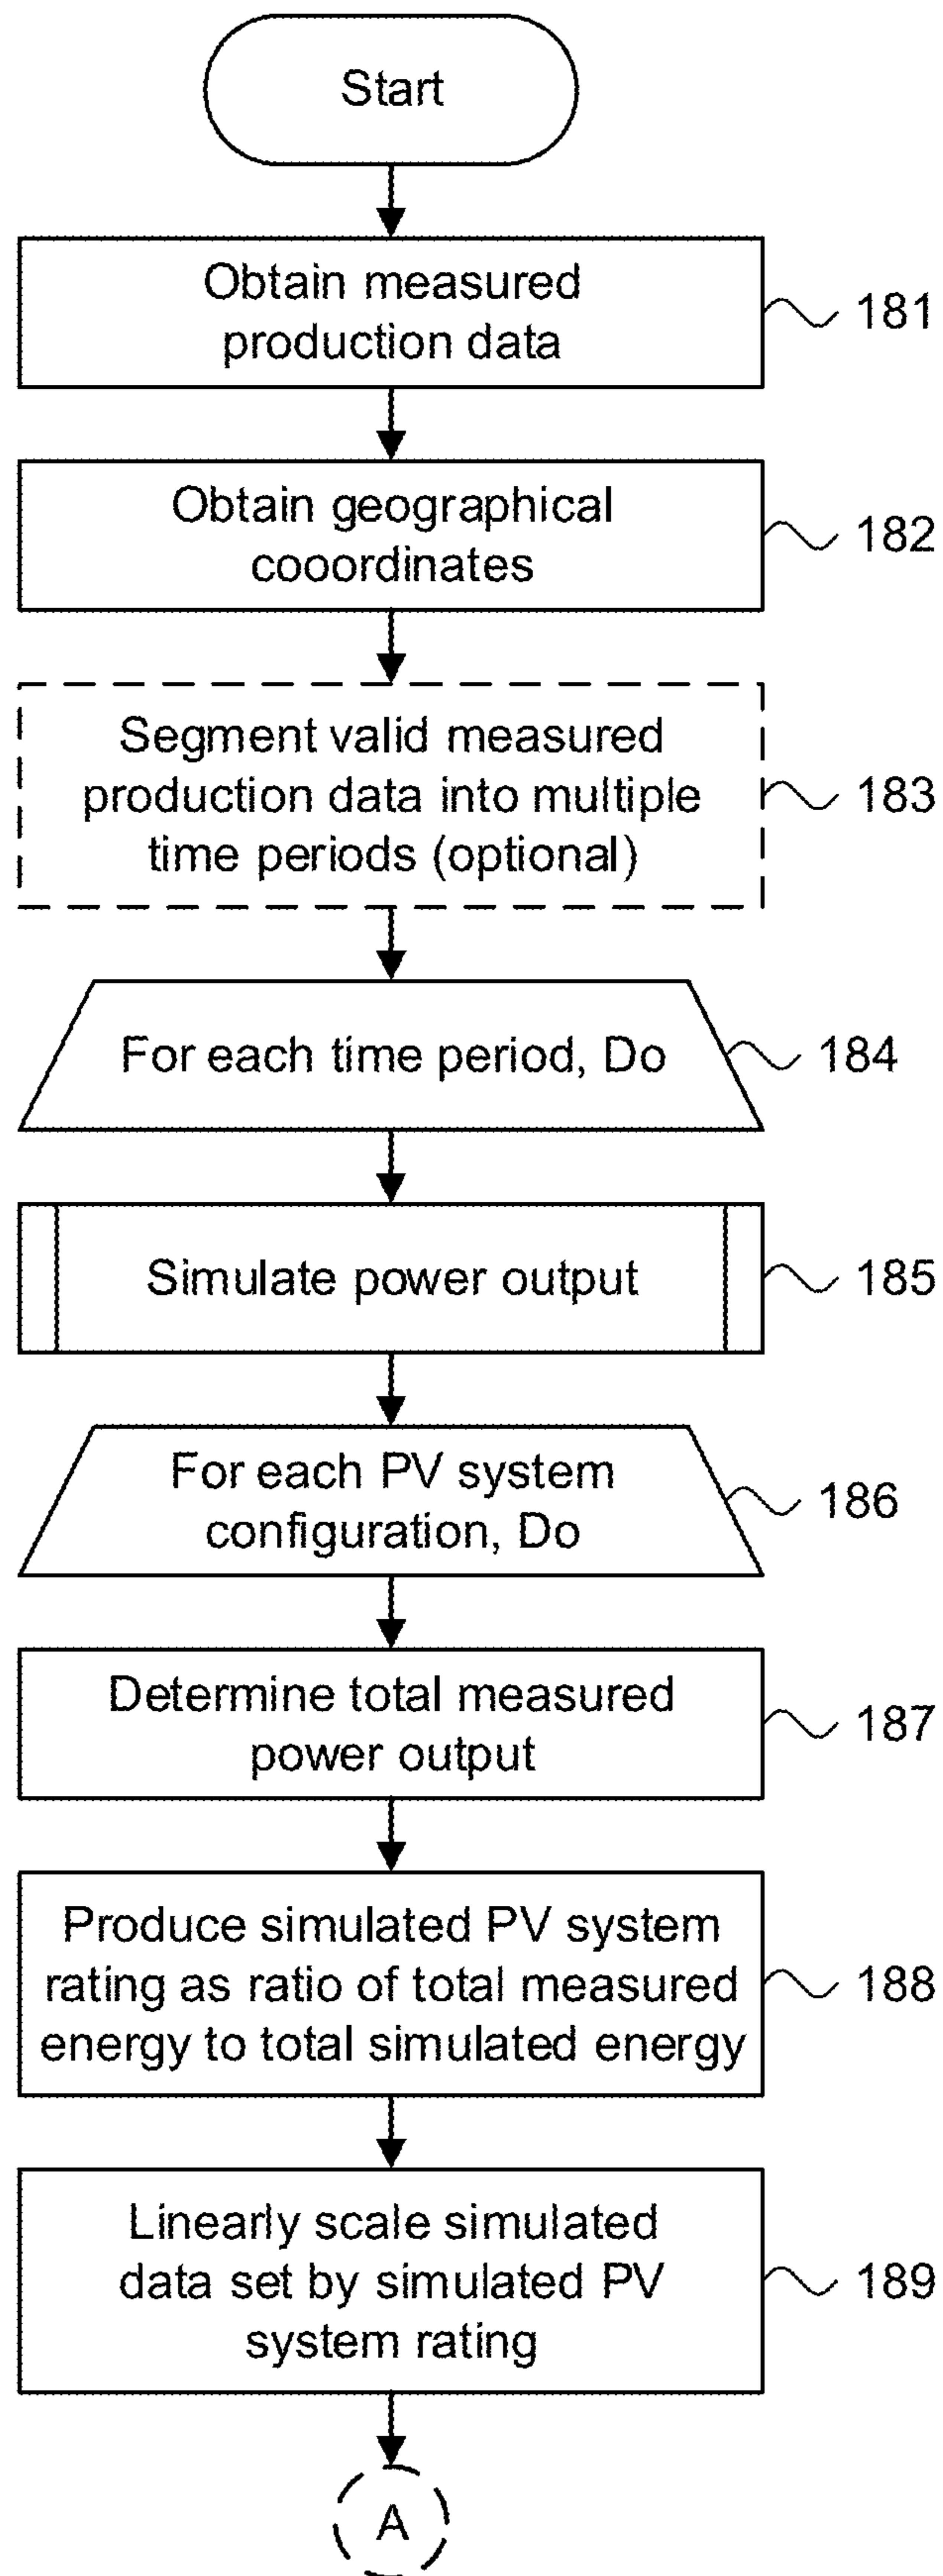 Start
Obtain measured
production data
181
Obtain geographical
cooordinates
182
Segment valid measured
production data into multiple
time periods (optional)
183
For each time period, Do
184
Simulate power output
185
For each PV system
configuration, Do
186
Determine total measured
power output
187
Produce simulated PV system
rating as ratio of total measured
energy to total simulated energy
188
Linearly scale simulated
data set by simulated PV
system rating
189
A